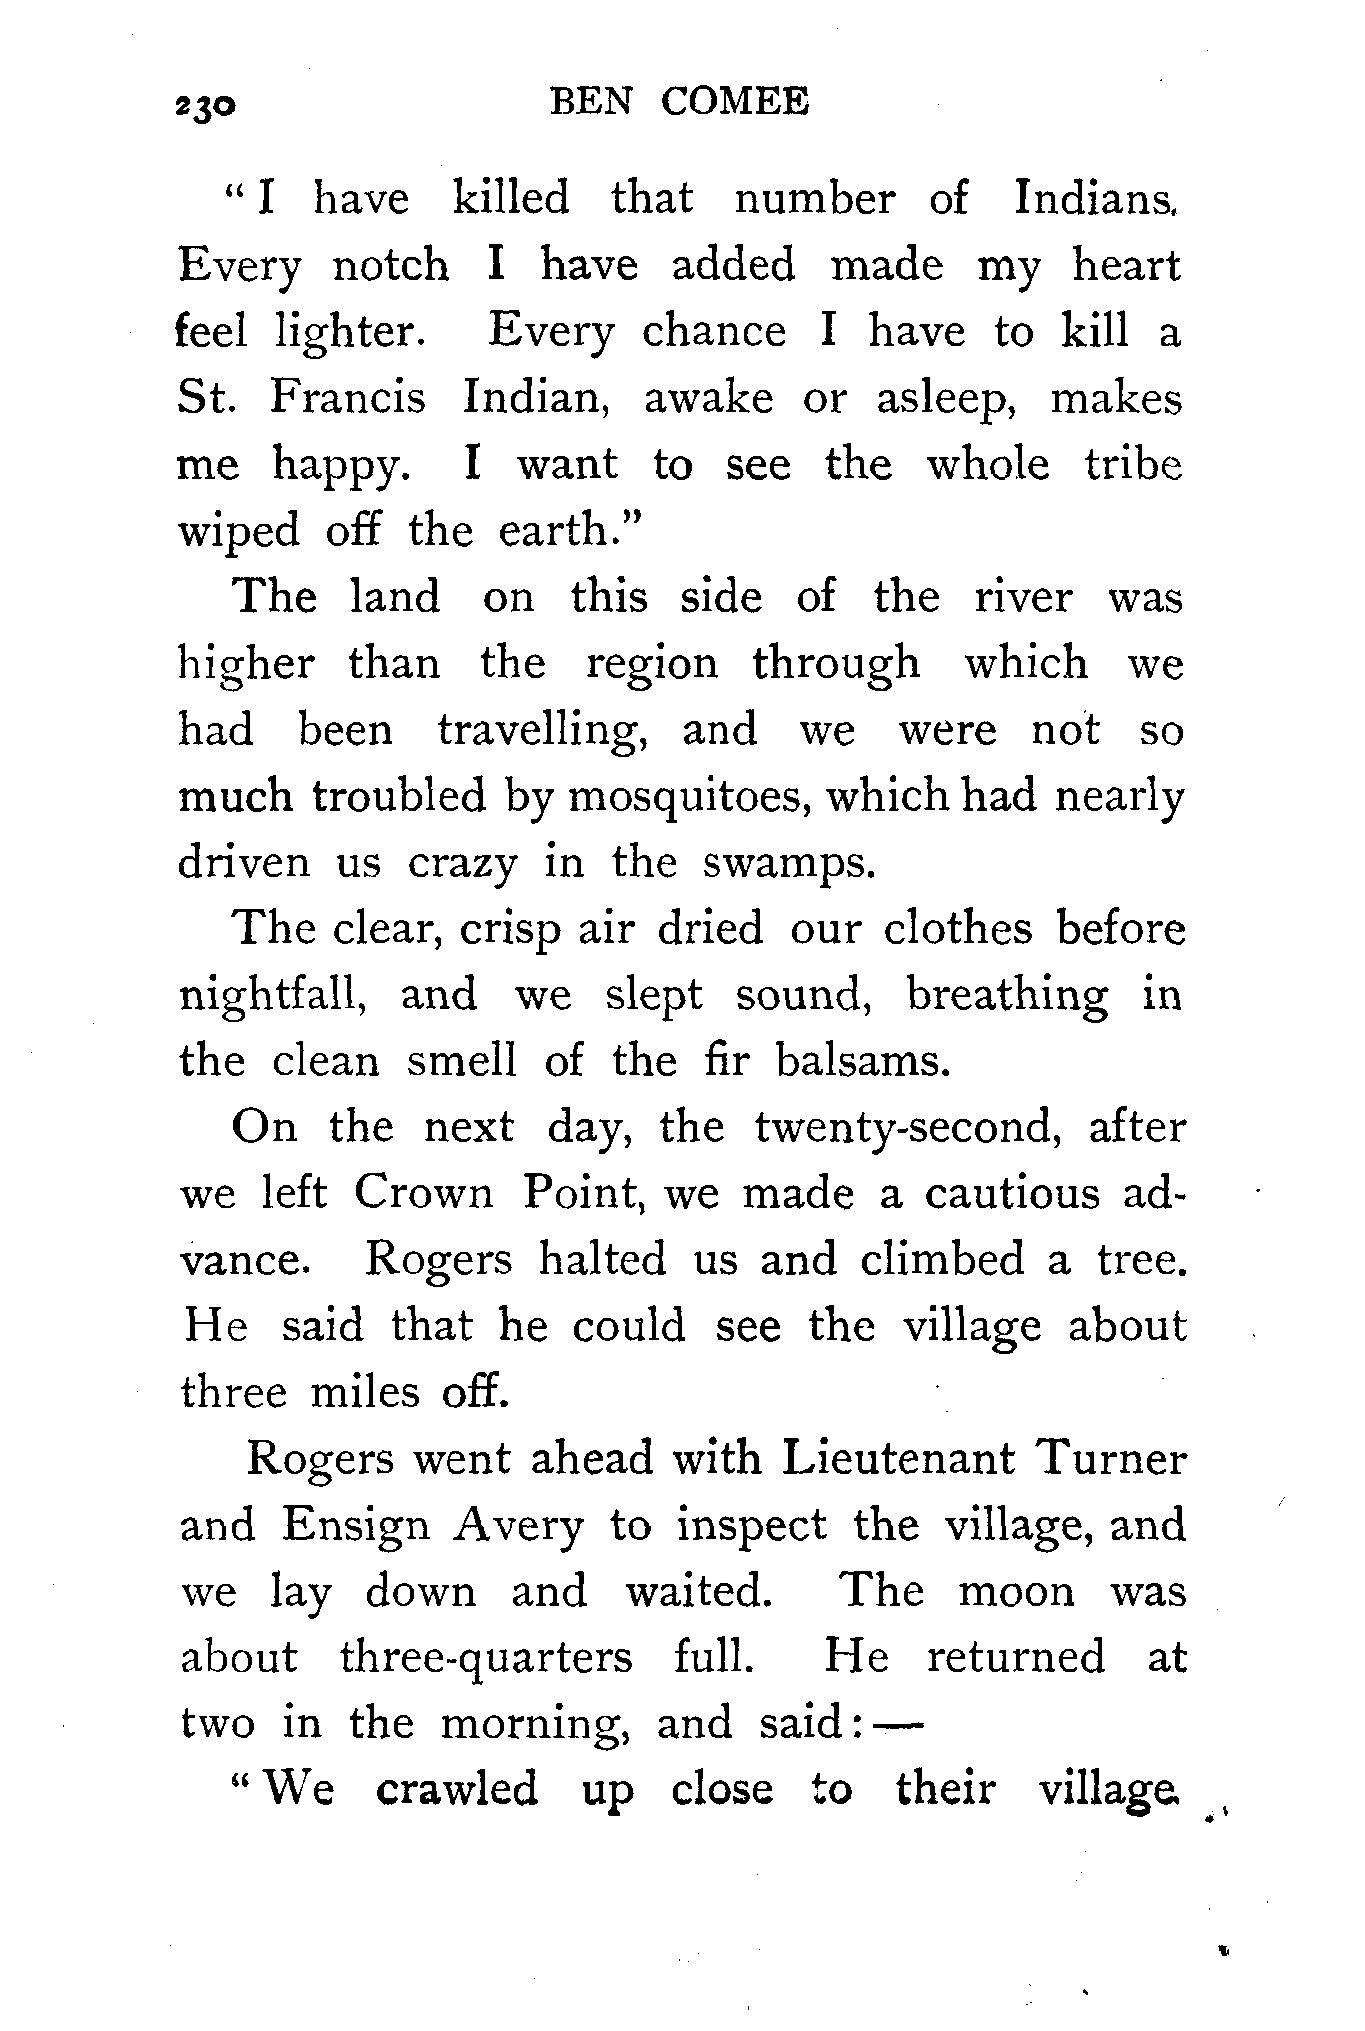 230 BEN COMEE
“ I have killed that number of Indians.
Every notch I have added made my heart
feel lighter. Every chance I have to kill a
St. Francis Indian, awake or asleep, makes
me happy. I want to see the whole tribe
wiped off the earth.”
The land on this side of the river was
higher than the region through which we
had been travelling, and we were not so
much troubled by mosquitoes, which had nearly
driven us crazy in the swamps.
The clear, crisp air dried our clothes before
nightfall, and we slept sound, breathing in
the clean smell of the fir balsams.
On the next day, the twenty-second, after
we left Crown Point, we made a cautious ad-
vance. Rogers halted us and climbed a tree.
He said that he could see the village about
three miles off.
Rogers went ahead with Lieutenant Turner
and Ensign Avery to inspect the village, and
we lay down and waited. The moon was
about three-quarters full. He returned at
two in the morning, and said: —
“ We crawled up close to their village